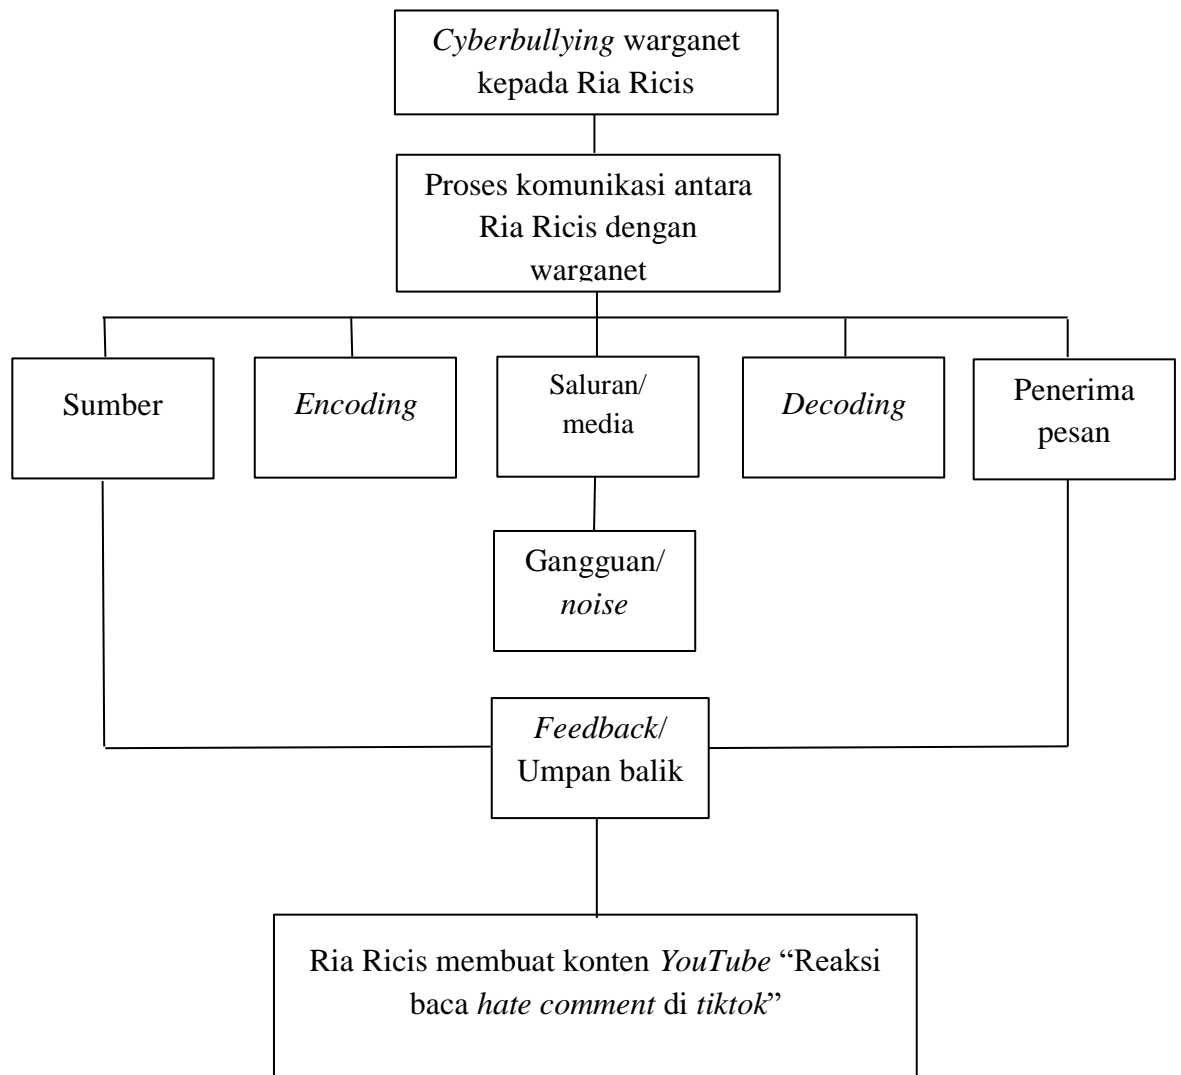 Cyberbullying warganet
kepada Ria Ricis
Proses komunikasi antara
Ria Ricis dengan
warganet
Sumber
Encoding
Saluran/
media
Decoding
Penerima
pesan
Gangguan/
noise
Feedback/
Umpan balik
Ria Ricis membuat konten YouTube “Reaksi
baca hate comment di tiktok”